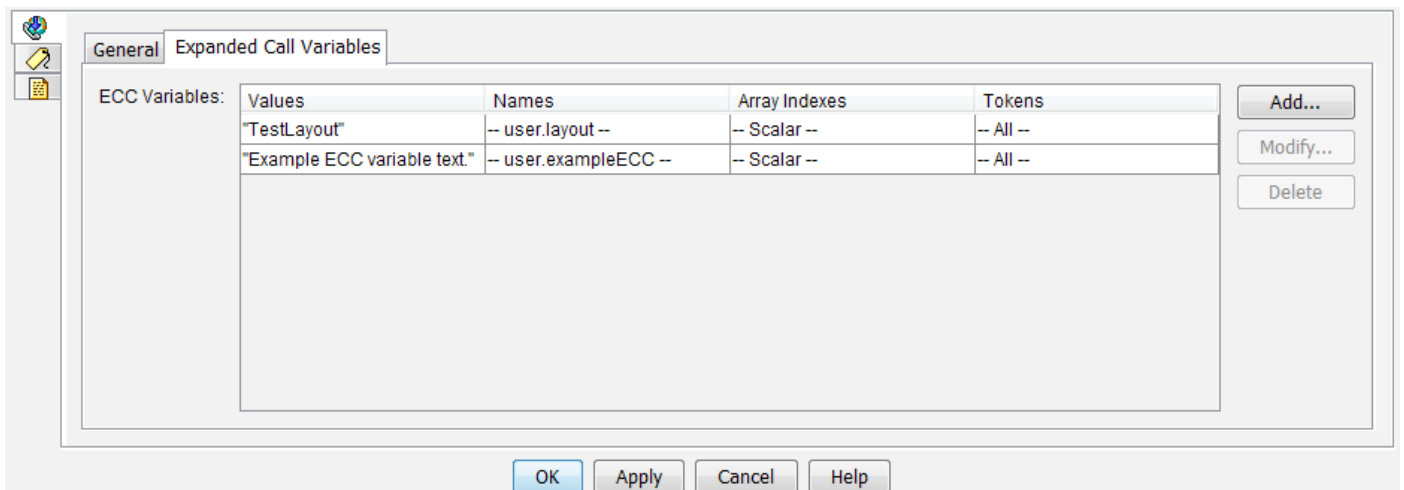 General Expanded Call Variables
ECC Variables: Values Names Array Indexes Tokens Add...
"TestLayout" -- user.layout -- -- Scalar -- -- All --
"Example ECC variable text." -- user.exampleECC -- -- Scalar -- -- All -- Modify...
Delete
OK Apply Cancel Help